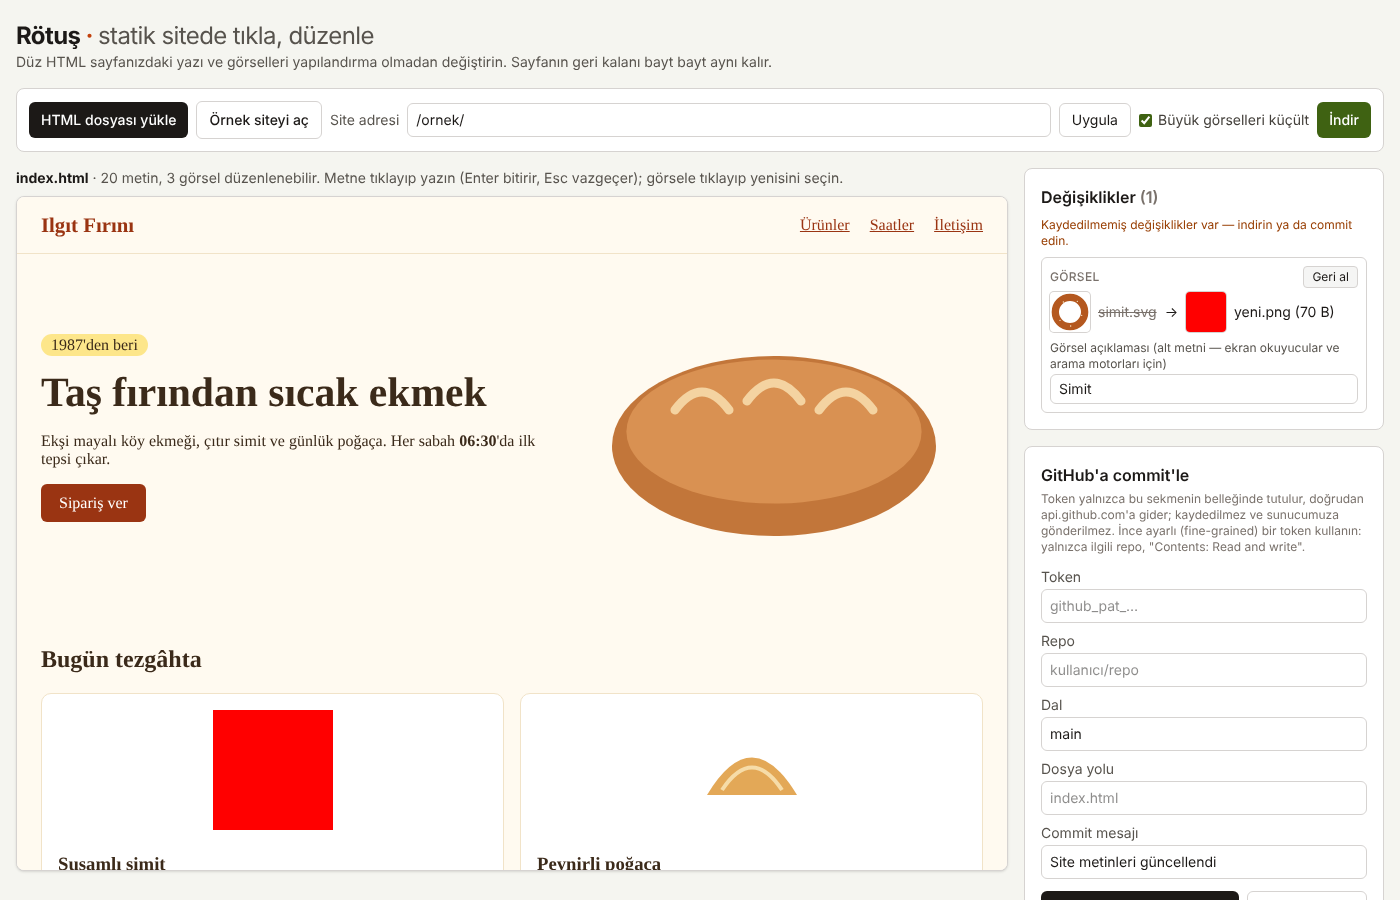 Rötuş · statik sitede tıkla, düzenle
Düz HTML sayfanızdaki yazı ve görselleri yapılandırma olmadan değiştirin. Sayfanın geri kalanı bayt bayt aynı kalır.
HTML dosyası yükle Örnek siteyi aç Site adresi /ornek/ Uygula Büyük görselleri küçült İndir
index.html · 20 metin, 3 görsel düzenlenebilir. Metne tıklayıp yazın (Enter bitirir, Esc vazgeçer); görsele tıklayıp yenisini seçin.
Ilgıt Fırını Ürünler Saatler İletişim
1987'den beri
Taş fırından sıcak ekmek
Ekşi mayalı köy ekmeği, çıtır simit ve günlük poğaça. Her sabah 06:30'da ilk
tepsi çıkar.
Sipariş ver
Bugün tezgâhta
Susamlı simit
Peynirli poğaça
Değişiklikler (1)
Kaydedilmemiş değişiklikler var — indirin ya da commit
edin.
GÖRSEL Geri al
simit.svg → yeni.png (70 B)
Görsel açıklaması (alt metni — ekran okuyucular ve
arama motorları için)
Simit
GitHub'a commit'le
Token yalnızca bu sekmenin belleğinde tutulur, doğrudan
api.github.com'a gider; kaydedilmez ve sunucumuza
gönderilmez. İnce ayarlı (fine-grained) bir token kullanın:
yalnızca ilgili repo, "Contents: Read and write".
Token
github_pat_...
Repo
kullanıcı/repo
Dal
main
Dosya yolu
index.html
Commit mesajı
Site metinleri güncellendi